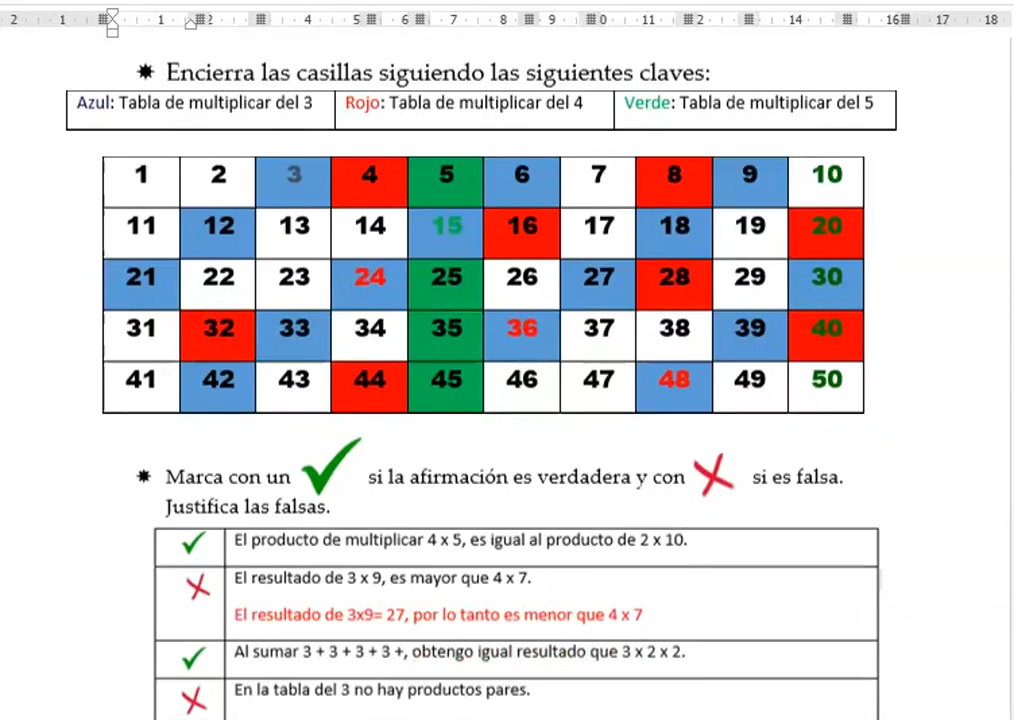 2 1 1 2 4 5 6 7 8 9 0 11 2 14 16 17 18
✷ Encierra las casillas siguiendo las siguientes claves:
Azul: Tabla de multiplicar del 3 Rojo: Tabla de multiplicar del 4 Verde: Tabla de multiplicar del 5
1 2 3 4 5 6 7 8 9 10
11 12 13 14 15 16 17 18 19 20
21 22 23 24 25 26 27 28 29 30
31 32 33 34 35 36 37 38 39 40
41 42 43 44 45 46 47 48 49 50
✷ Marca con un ✓ si la afirmación es verdadera y con ✗ si es falsa.
Justifica las falsas.
✓ El producto de multiplicar 4 x 5, es igual al producto de 2 x 10.
✗ El resultado de 3 x 9, es mayor que 4 x 7.
El resultado de 3x9= 27, por lo tanto es menor que 4 x 7
✓ Al sumar 3 + 3 + 3 + 3 +, obtengo igual resultado que 3 x 2 x 2.
✗ En la tabla del 3 no hay productos pares.